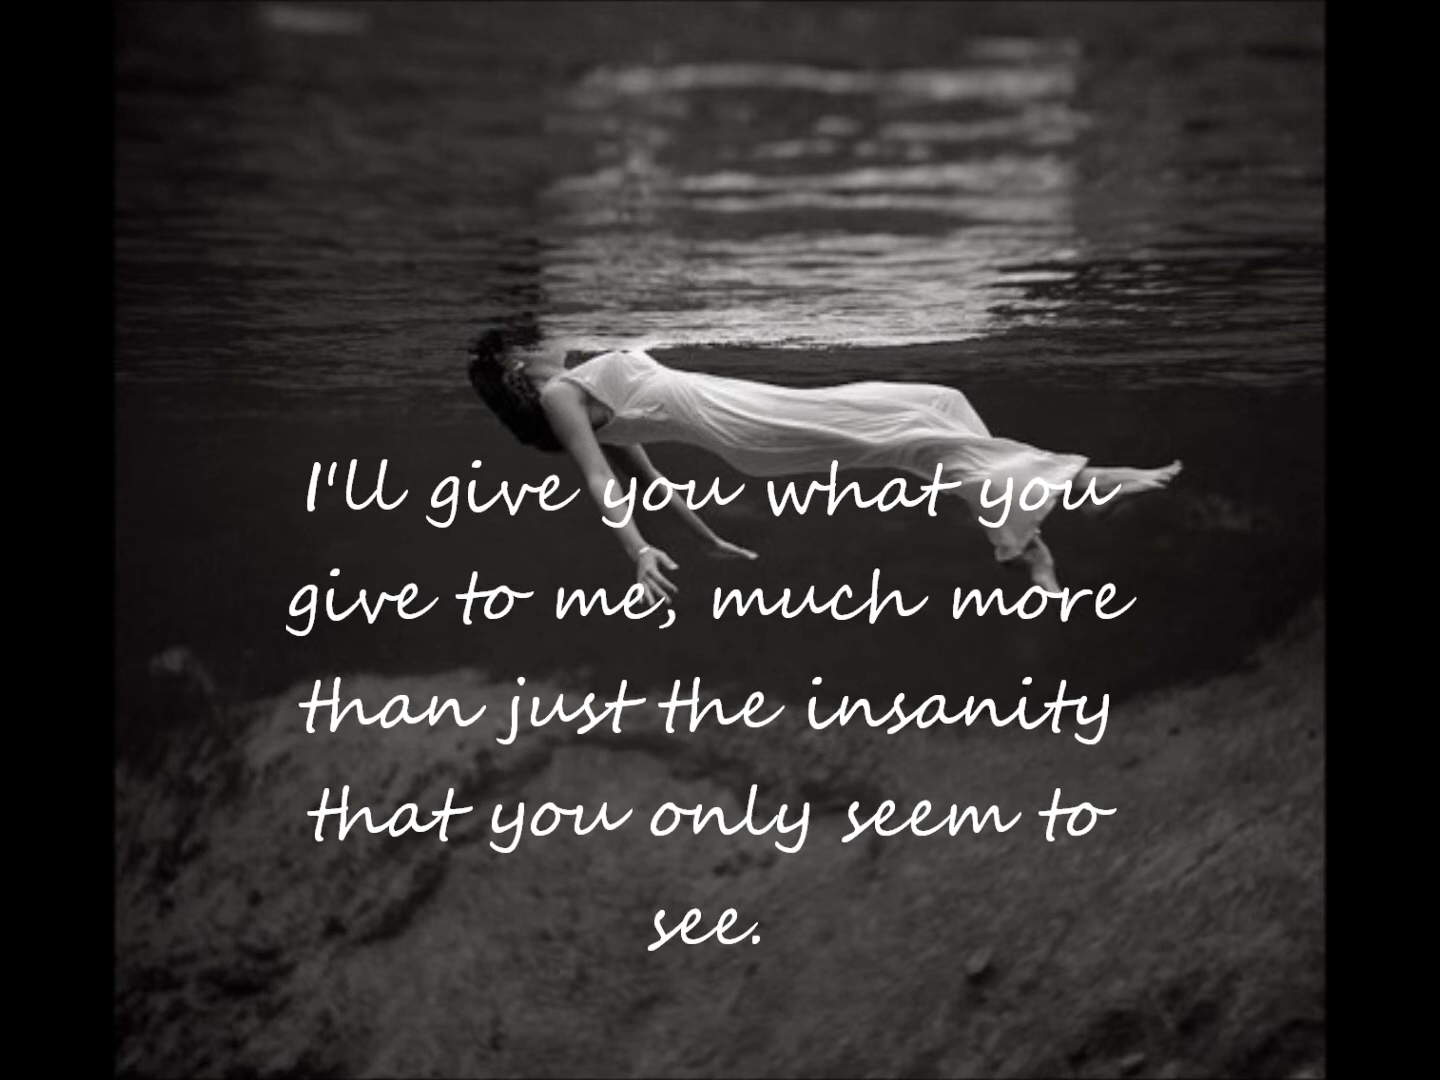 I'll give you what you
give to me, much more
than just the insanity
that you only seem to
see.